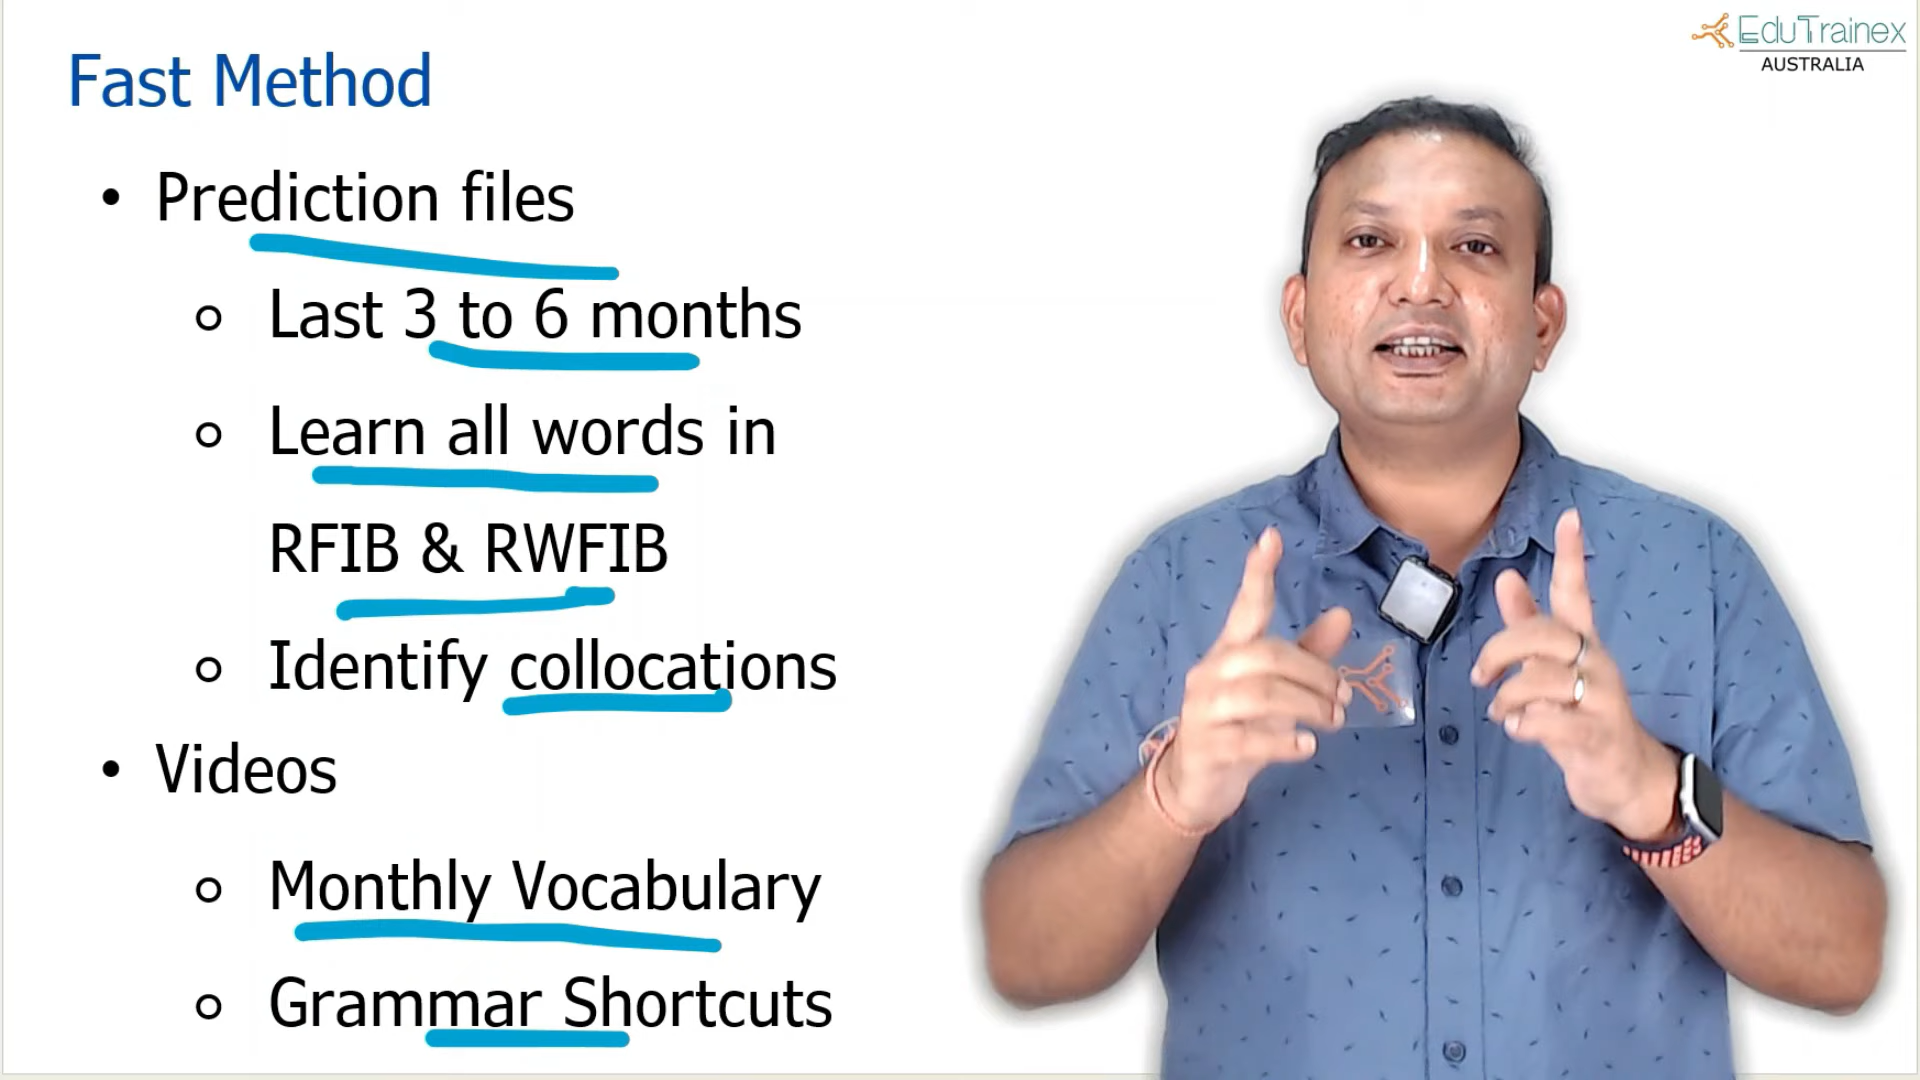 EduTrainex
AUSTRALIA
Fast Method
• Prediction files
○ Last 3 to 6 months
○ Learn all words in
RFIB & RWFIB
○ Identify collocations
• Videos
○ Monthly Vocabulary
○ Grammar Shortcuts